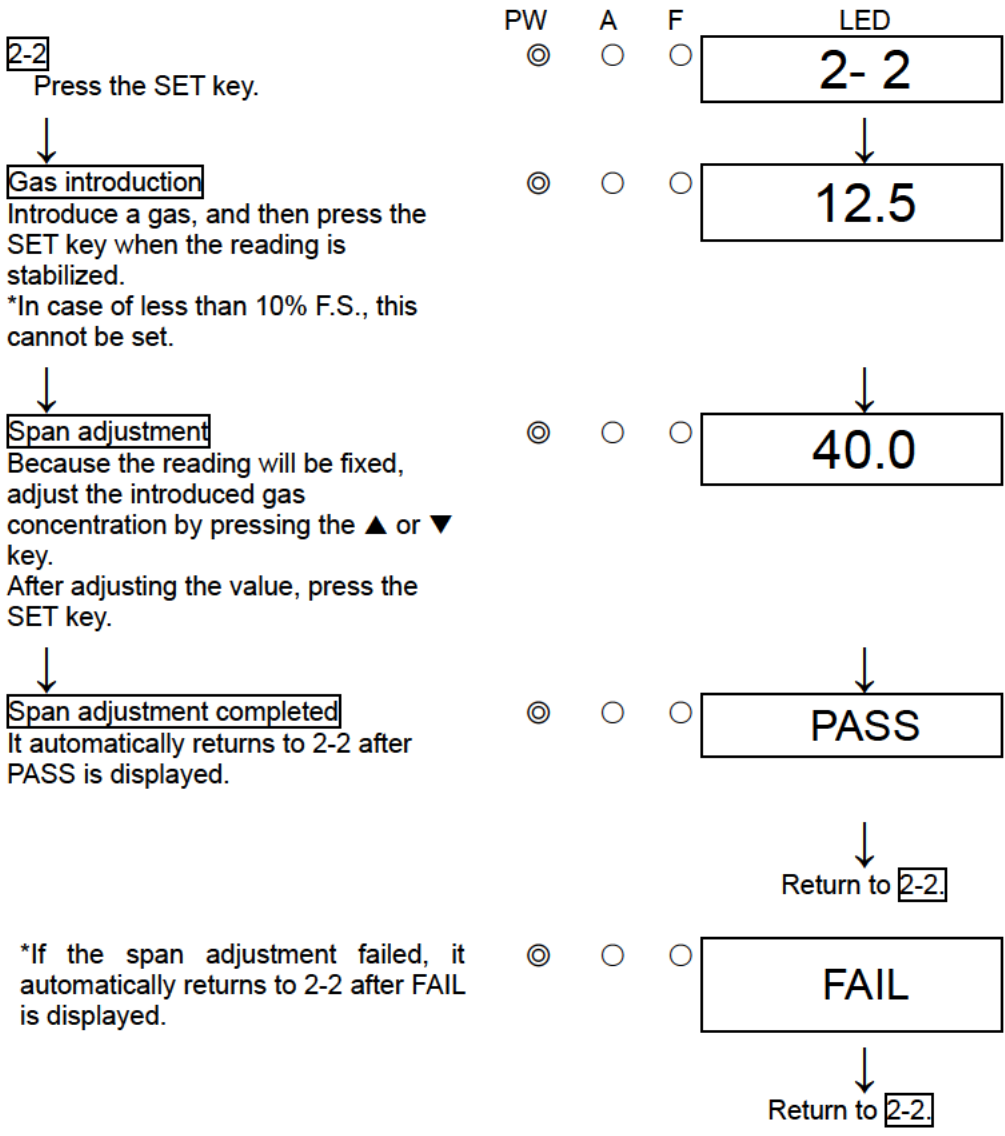 PW A F LED
2-2
◎ ○ ○ 2- 2
Press the SET key.
↓ ↓
Gas introduction
◎ ○ ○ 12.5
Introduce a gas, and then press the
SET key when the reading is
stabilized.
*In case of less than 10% F.S., this
cannot be set.
↓ ↓
Span adjustment
◎ ○ ○ 40.0
Because the reading will be fixed,
adjust the introduced gas
concentration by pressing the ▲ or ▼
key.
After adjusting the value, press the
SET key.
↓ ↓
Span adjustment completed
◎ ○ ○ PASS
It automatically returns to 2-2 after
PASS is displayed.
↓
Return to 2-2.
*If the span adjustment failed, it
automatically returns to 2-2 after FAIL
is displayed.
◎ ○ ○ FAIL
↓
Return to 2-2.